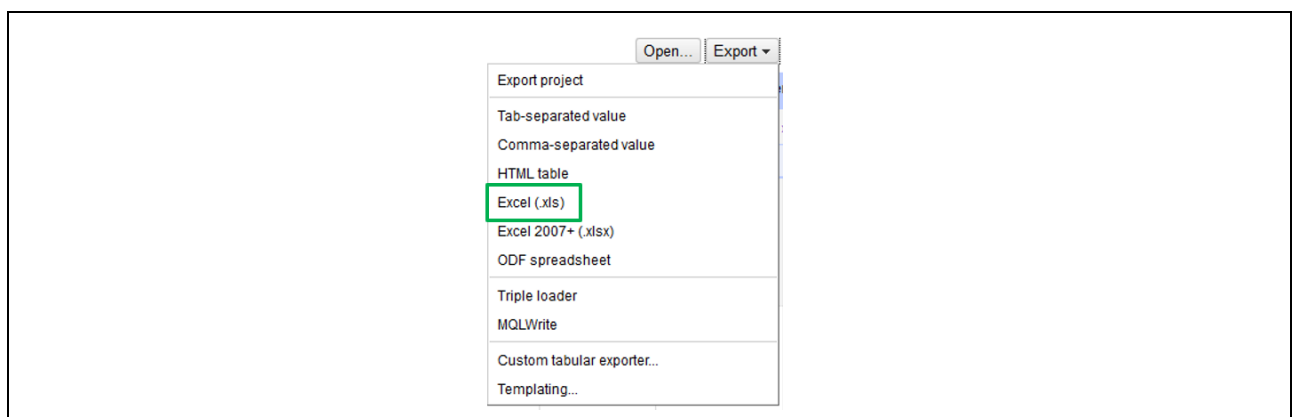 Open... Export
Export project
Tab-separated value
Comma-separated value
HTML table
Excel (.xls)
Excel 2007+ (.xlsx)
ODF spreadsheet
Triple loader
MQLWrite
Custom tabular exporter...
Templating...